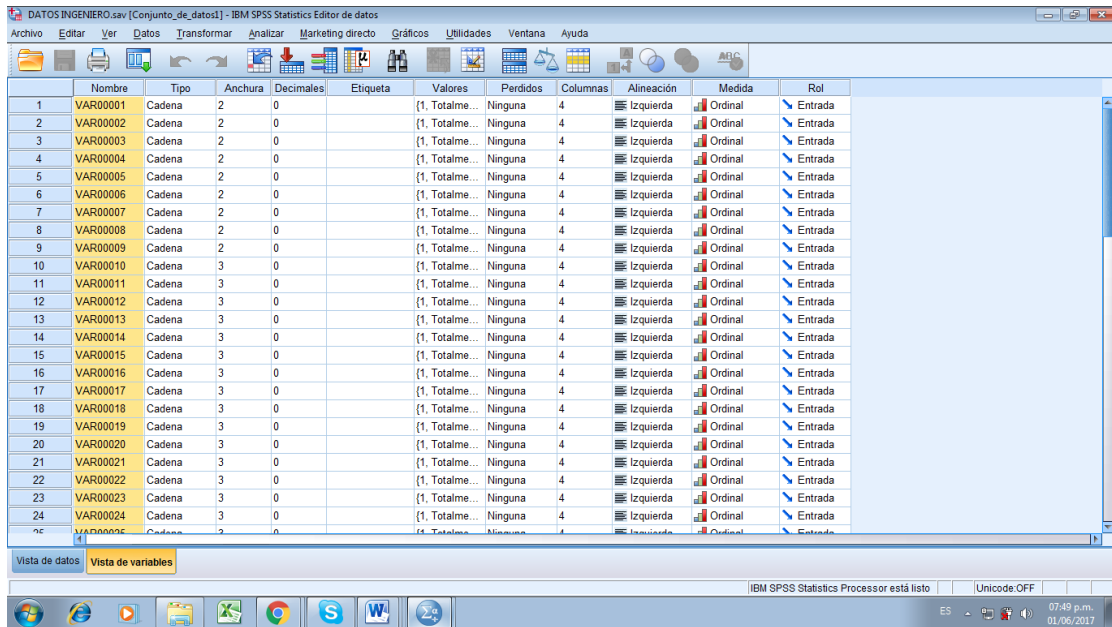 DATOS INGENIERO.sav [Conjunto_de_datos1] - IBM SPSS Statistics Editor de datos
Archivo Editar Ver Datos Transformar Analizar Marketing directo Gráficos Utilidades Ventana Ayuda
Nombre Tipo Anchura Decimales Etiqueta Valores Perdidos Columnas Alineación Medida Rol
1 VAR00001 Cadena 2 0 {1, Totalme... Ninguna 4 Izquierda Ordinal Entrada
2 VAR00002 Cadena 2 0 {1, Totalme... Ninguna 4 Izquierda Ordinal Entrada
3 VAR00003 Cadena 2 0 {1, Totalme... Ninguna 4 Izquierda Ordinal Entrada
4 VAR00004 Cadena 2 0 {1, Totalme... Ninguna 4 Izquierda Ordinal Entrada
5 VAR00005 Cadena 2 0 {1, Totalme... Ninguna 4 Izquierda Ordinal Entrada
6 VAR00006 Cadena 2 0 {1, Totalme... Ninguna 4 Izquierda Ordinal Entrada
7 VAR00007 Cadena 2 0 {1, Totalme... Ninguna 4 Izquierda Ordinal Entrada
8 VAR00008 Cadena 2 0 {1, Totalme... Ninguna 4 Izquierda Ordinal Entrada
9 VAR00009 Cadena 2 0 {1, Totalme... Ninguna 4 Izquierda Ordinal Entrada
10 VAR00010 Cadena 3 0 {1, Totalme... Ninguna 4 Izquierda Ordinal Entrada
11 VAR00011 Cadena 3 0 {1, Totalme... Ninguna 4 Izquierda Ordinal Entrada
12 VAR00012 Cadena 3 0 {1, Totalme... Ninguna 4 Izquierda Ordinal Entrada
13 VAR00013 Cadena 3 0 {1, Totalme... Ninguna 4 Izquierda Ordinal Entrada
14 VAR00014 Cadena 3 0 {1, Totalme... Ninguna 4 Izquierda Ordinal Entrada
15 VAR00015 Cadena 3 0 {1, Totalme... Ninguna 4 Izquierda Ordinal Entrada
16 VAR00016 Cadena 3 0 {1, Totalme... Ninguna 4 Izquierda Ordinal Entrada
17 VAR00017 Cadena 3 0 {1, Totalme... Ninguna 4 Izquierda Ordinal Entrada
18 VAR00018 Cadena 3 0 {1, Totalme... Ninguna 4 Izquierda Ordinal Entrada
19 VAR00019 Cadena 3 0 {1, Totalme... Ninguna 4 Izquierda Ordinal Entrada
20 VAR00020 Cadena 3 0 {1, Totalme... Ninguna 4 Izquierda Ordinal Entrada
21 VAR00021 Cadena 3 0 {1, Totalme... Ninguna 4 Izquierda Ordinal Entrada
22 VAR00022 Cadena 3 0 {1, Totalme... Ninguna 4 Izquierda Ordinal Entrada
23 VAR00023 Cadena 3 0 {1, Totalme... Ninguna 4 Izquierda Ordinal Entrada
24 VAR00024 Cadena 3 0 {1, Totalme... Ninguna 4 Izquierda Ordinal Entrada
Vista de datos Vista de variables
IBM SPSS Statistics Processor está listo Unicode:OFF
ES 07:49 p.m.
01/06/2017